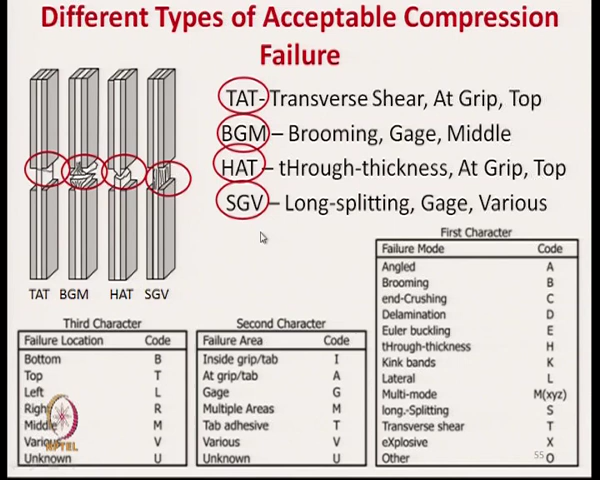 Different Types of Acceptable Compression
Failure
TAT-Transverse Shear, At Grip, Top
BGM – Brooming, Gage, Middle
HAT – tHrough-thickness, At Grip, Top
SGV – Long-splitting, Gage, Various
TAT BGM HAT SGV
First Character
Failure Mode Code
Angled A
Brooming B
end-Crushing C
Delamination D
Euler buckling E
tHrough-thickness H
Kink bands K
Lateral L
Multi-mode M(xyz)
long.-Splitting S
Transverse shear T
eXplosive X
Other O
55
Third Character
Failure Location Code
Bottom B
Top T
Left L
Right R
Middle M
Various V
Unknown U
Second Character
Failure Area Code
Inside grip/tab I
At grip/tab A
Gage G
Multiple Areas M
Tab adhesive T
Various V
Unknown U
NPTEL